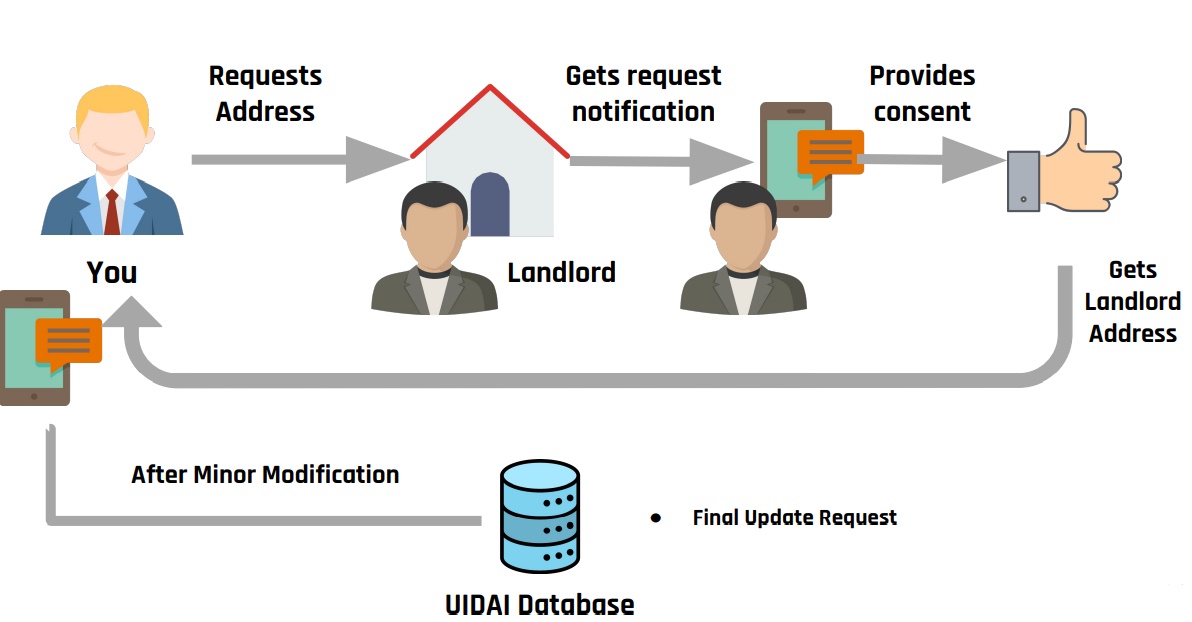 Requests
Address
Gets request
notification
Provides
consent
You
Landlord
Gets
Landlord
Address
After Minor Modification
• Final Update Request
UIDAI Database